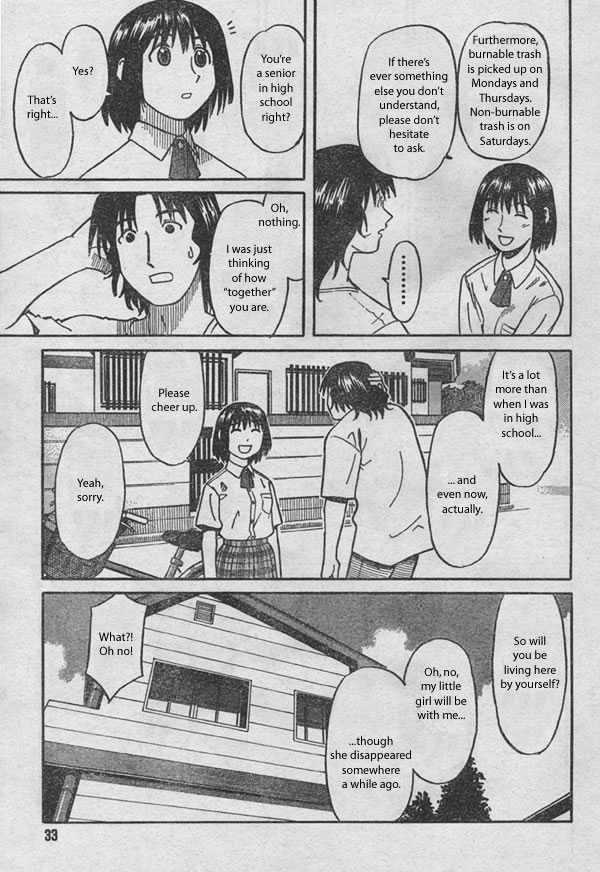 Furthermore,
burnable trash
is picked up on
Mondays and
Thursdays.
Non-burnable
trash is on
Saturdays.
If there's
ever something
else you don't
understand,
please don't
hesitate
to ask.
......
You're
a senior
in high
school
right?
Yes?
That's
right...
Oh,
nothing.
I was just
thinking
of how
“together”
you are.
It's a lot
more than
when I was
in high
school...
... and
even now,
actually.
Please
cheer up.
Yeah,
sorry.
So will
you be
living here
by yourself?
Oh, no,
my little
girl will be
with me...
...though
she disappeared
somewhere
a while ago.
What?!
Oh no!
33